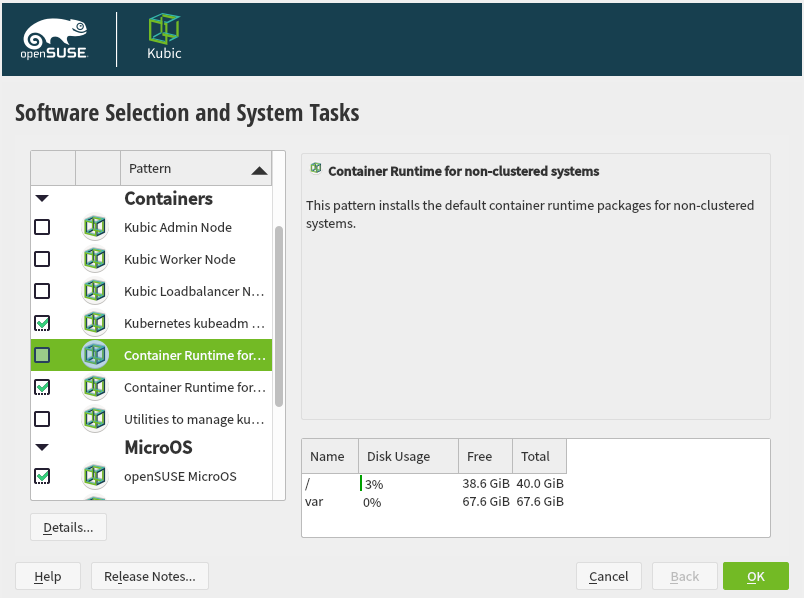 openSUSE
Kubic
Software Selection and System Tasks
Pattern
Containers
Kubic Admin Node
Kubic Worker Node
Kubic Loadbalancer N...
Kubernetes kubeadm ...
Container Runtime for...
Container Runtime for...
Utilities to manage ku...
MicroOS
openSUSE MicroOS
Details...
Container Runtime for non-clustered systems
This pattern installs the default container runtime packages for non-clustered
systems.
Name Disk Usage Free Total
/ 3% 38.6 GiB 40.0 GiB
var 0% 67.6 GiB 67.6 GiB
Help Release Notes... Cancel Back OK